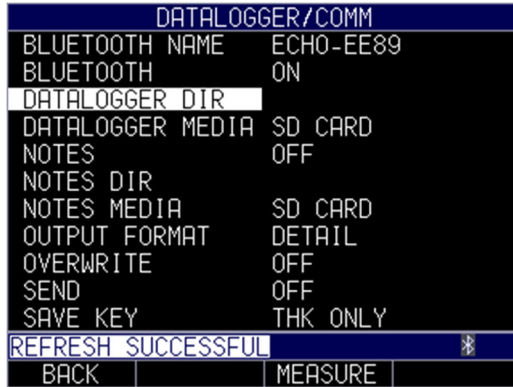 DATALOGGER/COMM
BLUETOOTH NAME ECHO-EE89
BLUETOOTH ON
DATALOGGER DIR
DATALOGGER MEDIA SD CARD
NOTES OFF
NOTES DIR
NOTES MEDIA SD CARD
OUTPUT FORMAT DETAIL
OVERWRITE OFF
SEND OFF
SAVE KEY THK ONLY
REFRESH SUCCESSFUL
BACK MEASURE